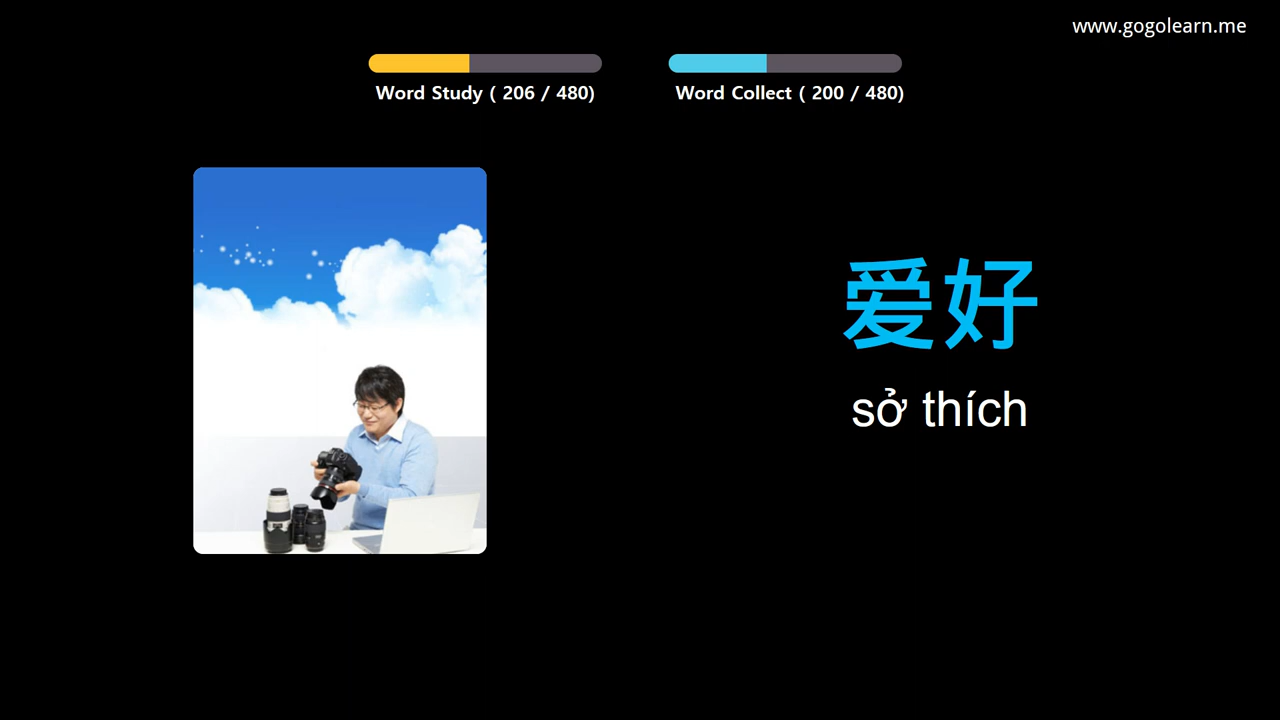 www.gogolearn.me
Word Study ( 206 / 480)
Word Collect ( 200 / 480)
爱好
sở thích